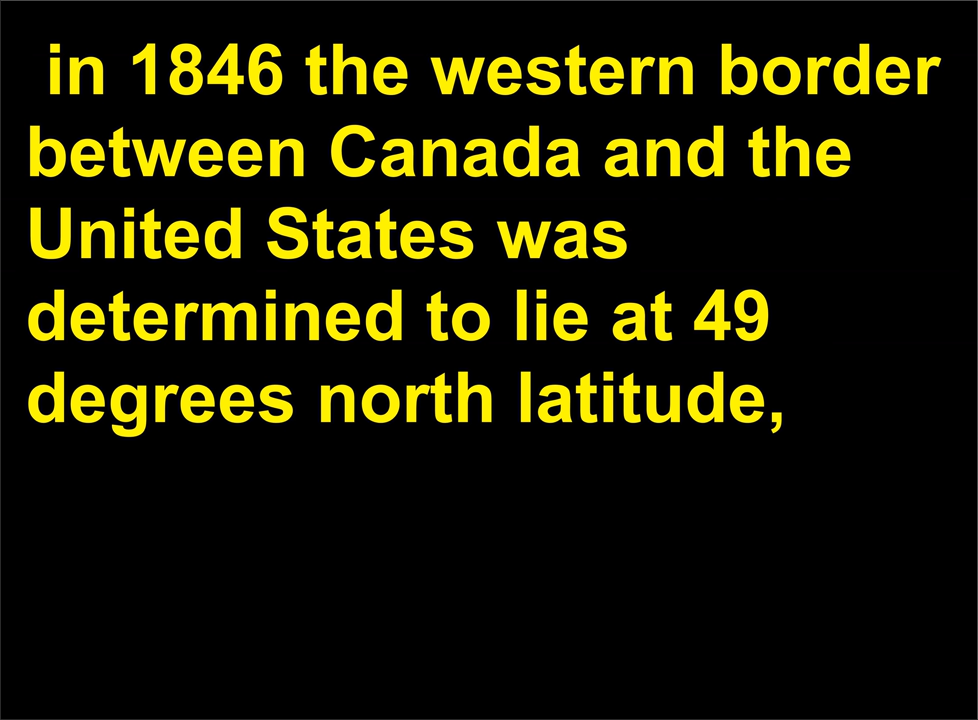 in 1846 the western border
between Canada and the
United States was
determined to lie at 49
degrees north latitude,